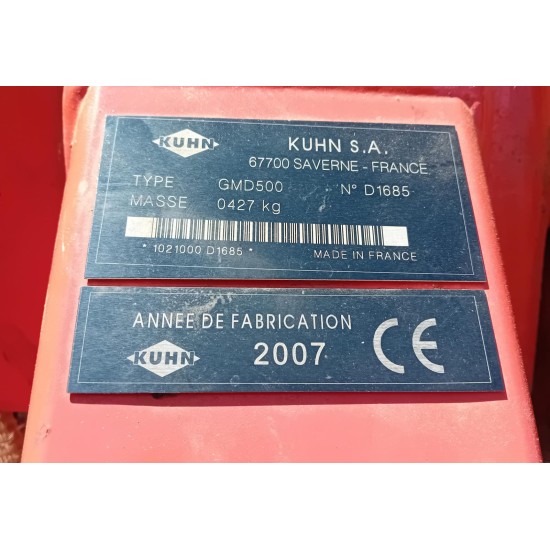 KUHN
KUHN S.A.
67700 SAVERNE - FRANCE
TYPE GMD500 N° D1685
MASSE 0427 kg
* 1021000 D1685 *
MADE IN FRANCE
ANNEE DE FABRICATION
KUHN
2007
CE